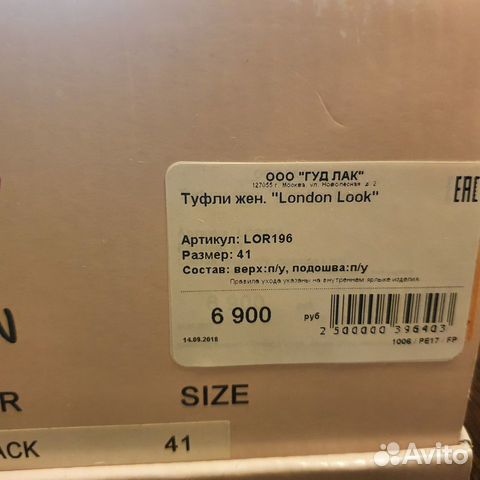 ООО "ГУД ЛАК"
127055 г. Москва, ул. Новолесная д. 2
Туфли жен. "London Look"
EAC
Артикул: LOR196
Размер: 41
Состав: верх:п/у, подошва:п/у
Правила ухода указаны на внутреннем ярлыке изделия
6 900 руб
2 500000 396403
14.09.2018
1006 / PE17 / FP
N
R SIZE
ACK 41
Avito